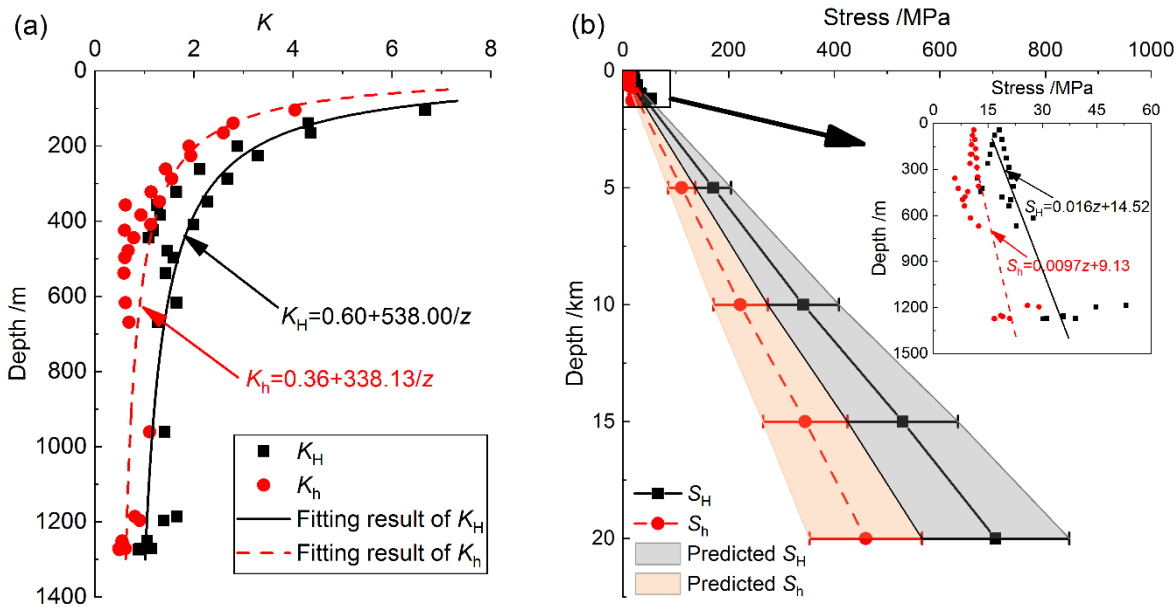 (a)
K
0 2 4 6 8
0
200
400
600
800
1000
1200
1400
Depth /m
K_H=0.60+538.00/z
K_h=0.36+338.13/z
K_H
K_h
Fitting result of K_H
Fitting result of K_h
(b)
Stress /MPa
0 200 400 600 800 1000
0
5
10
15
20
Depth /km
S_H
S_h
Predicted S_H
Predicted S_h
Stress /MPa
0 15 30 45 60
0
300
600
900
1200
1500
Depth /m
S_H=0.016z+14.52
S_h=0.0097z+9.13